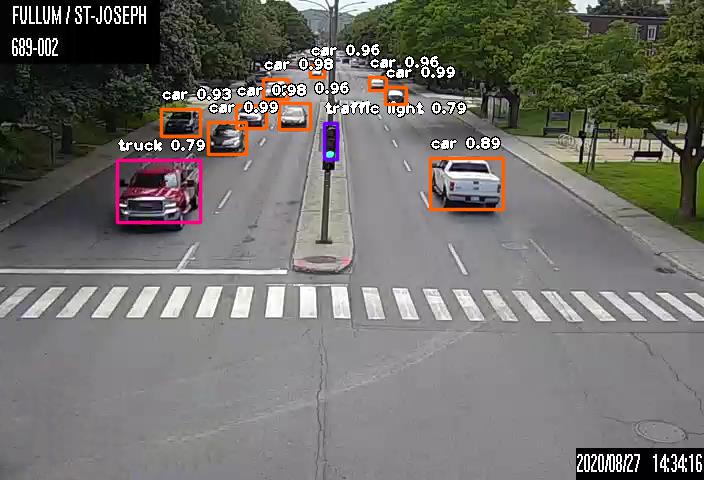 FULLUM / ST-JOSEPH
689-002
car 0.96
car 0.98
car 0.96
car 0.99
car 0.93
car 0.98
0.96
car 0.99
traffic light 0.79
truck 0.79
car 0.89
2020/08/27 14:34:16